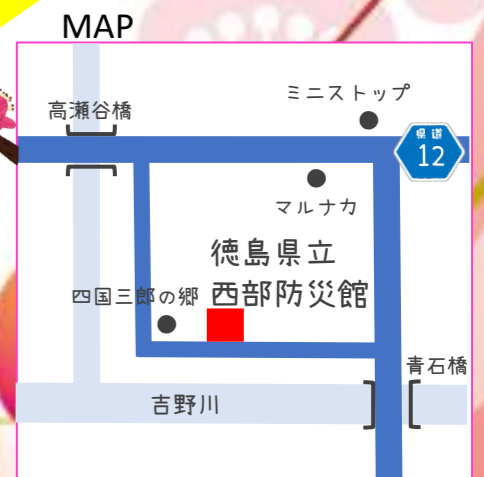 MAP
ミニストップ
高瀬谷橋
県道
12
マルナカ
徳島県立
西部防災館
四国三郎の郷
青石橋
吉野川